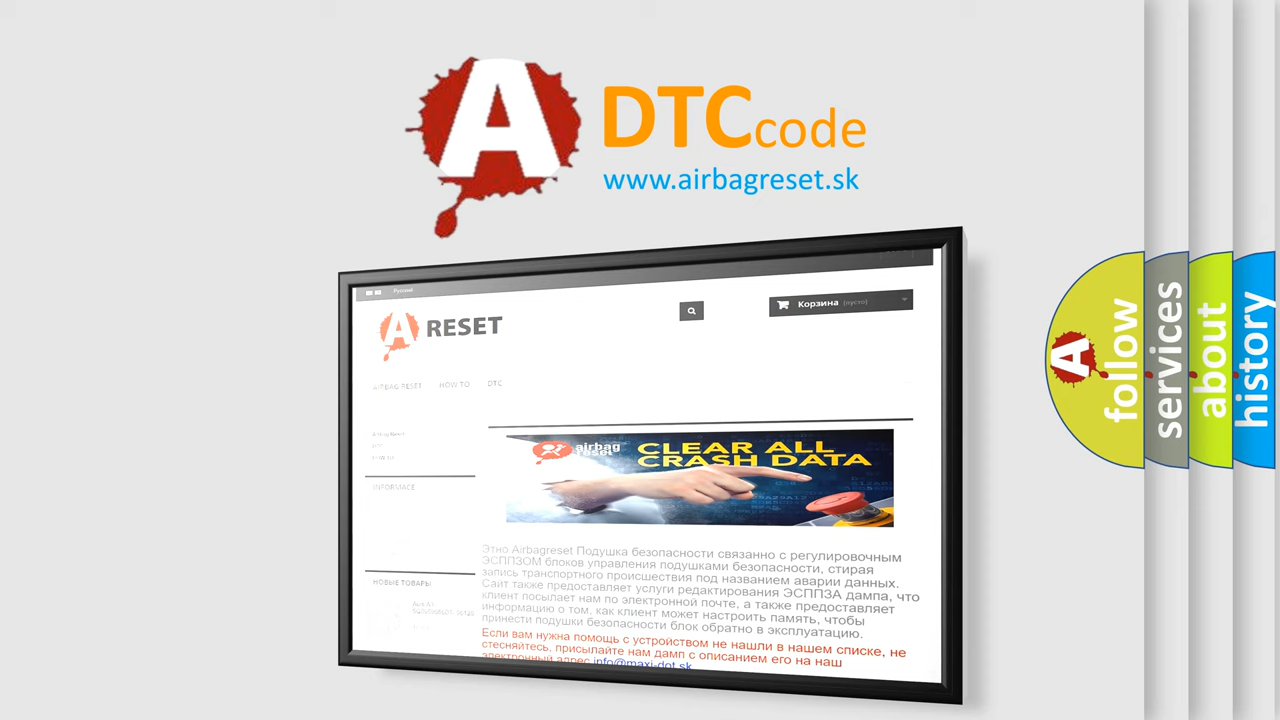 A DTC code
www.airbagreset.sk
Русский
Корзина (пусто)
A RESET
AIRBAG RESET HOW TO DTC
INFORMACE
airbag
reset
CLEAR ALL
CRASH DATA
Этно Airbagreset Подушка безопасности связанно с регулировочным
ЭСППЗОМ блоков управления подушками безопасности, стирая
запись транспортного происшествия под названием аварии данных.
Сайт также предоставляет услуги редактирования ЭСППЗА дампа, что
клиент посылает нам по электронной почте, а также предоставляет
информацию о том, как клиент может настроить память, чтобы
принести подушки безопасности блок обратно в эксплуатацию.
Если вам нужна помощь с устройством не нашли в нашем списке, не
стесняйтесь, присылайте нам дамп с описанием его на наш
электронный адрес info@maxi-dot.sk
НОВЫЕ ТОВАРЫ
A follow
services
about
history